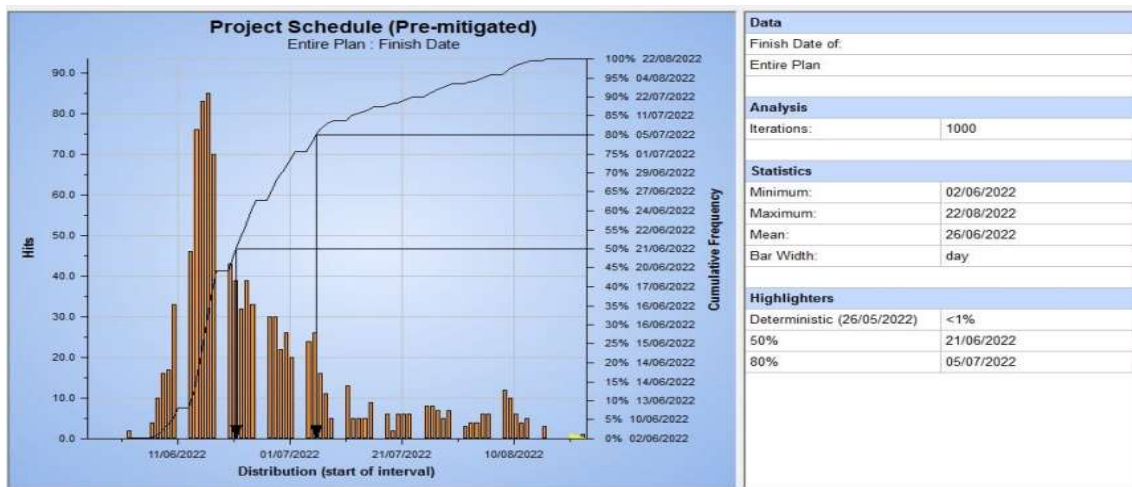 Project Schedule (Pre-mitigated)
Entire Plan : Finish Date
Hits
90.0
80.0
70.0
60.0
50.0
40.0
30.0
20.0
10.0
0.0
11/06/2022
01/07/2022
21/07/2022
10/08/2022
Distribution (start of interval)
100% 22/08/2022
95% 04/08/2022
90% 22/07/2022
85% 11/07/2022
80% 05/07/2022
75% 01/07/2022
70% 29/06/2022
65% 27/06/2022
60% 24/06/2022
55% 22/06/2022
50% 21/06/2022
45% 20/06/2022
40% 17/06/2022
35% 16/06/2022
30% 16/06/2022
25% 15/06/2022
20% 14/06/2022
15% 14/06/2022
10% 13/06/2022
5% 10/06/2022
0% 02/06/2022
Cumulative Frequency
Data
Finish Date of:
Entire Plan
Analysis
Iterations: 1000
Statistics
Minimum: 02/06/2022
Maximum: 22/08/2022
Mean: 26/06/2022
Bar Width: day
Highlighters
Deterministic (26/05/2022) <1%
50% 21/06/2022
80% 05/07/2022